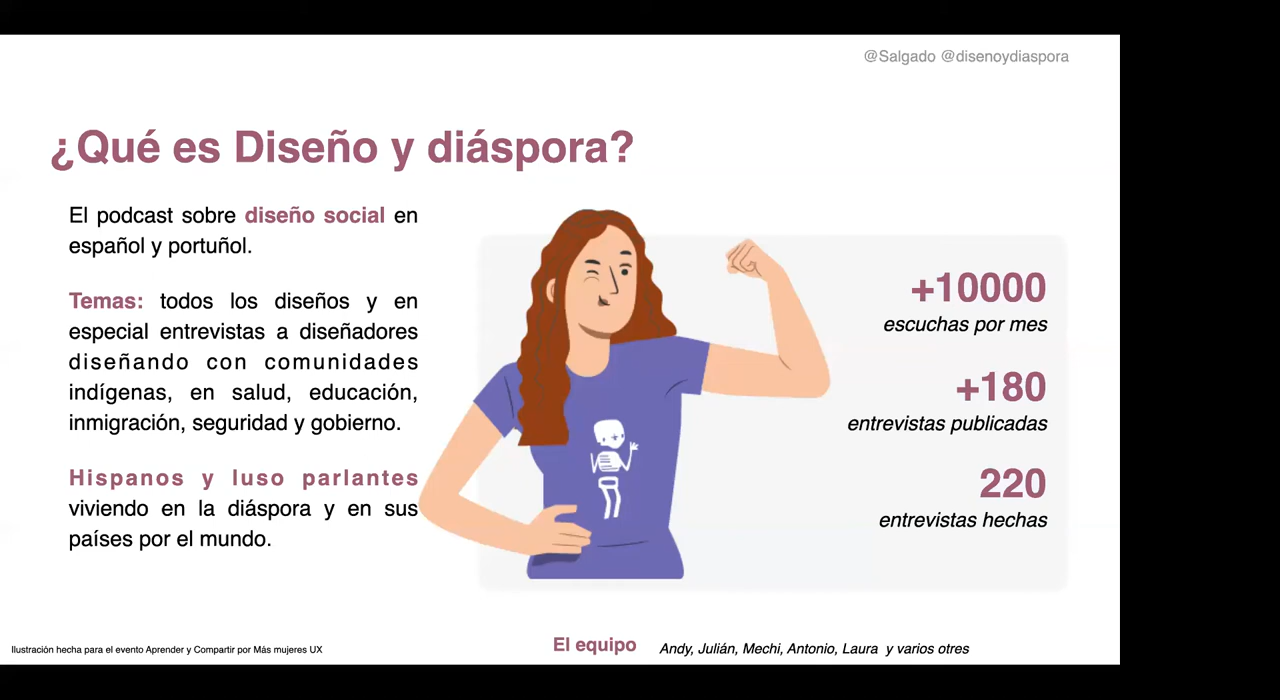 @Salgado @disenoydiaspora
¿Qué es Diseño y diáspora?
El podcast sobre diseño social en
español y portuñol.
Temas: todos los diseños y en
especial entrevistas a diseñadores
diseñando con comunidades
indígenas, en salud, educación,
inmigración, seguridad y gobierno.
Hispanos y luso parlantes
viviendo en la diáspora y en sus
países por el mundo.
+10000
escuchas por mes
+180
entrevistas publicadas
220
entrevistas hechas
El equipo Andy, Julián, Mechi, Antonio, Laura y varios otres
Ilustración hecha para el evento Aprender y Compartir por Más mujeres UX